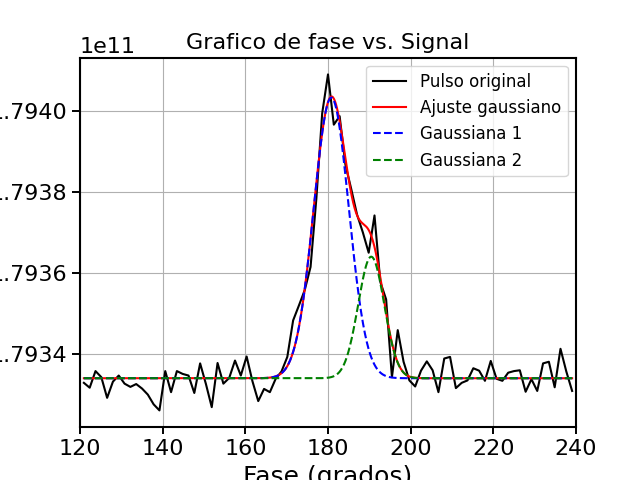 Grafico de fase vs. Signal
1e11
Pulso original
Ajuste gaussiano
Gaussiana 1
Gaussiana 2
.7940
.7938
.7936
.7934
120 140 160 180 200 220 240
Fase (grados)